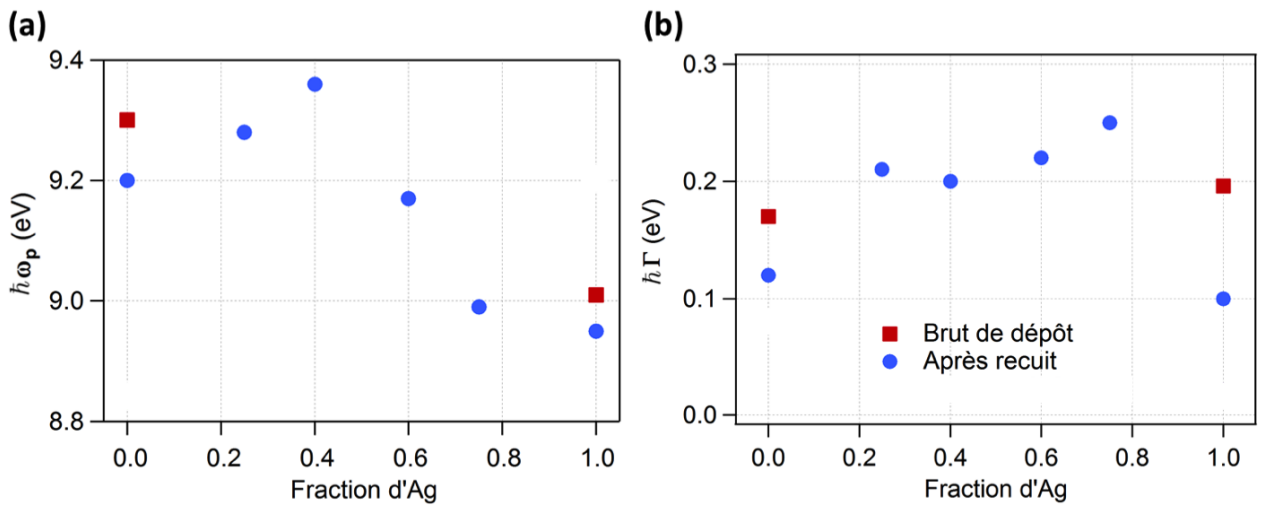 (a)
(b)
9.4
9.2
9.0
8.8
ħωp (eV)
0.0 0.2 0.4 0.6 0.8 1.0
Fraction d'Ag
0.3
0.2
0.1
0.0
ħΓ (eV)
Brut de dépôt
Après recuit
0.0 0.2 0.4 0.6 0.8 1.0
Fraction d'Ag